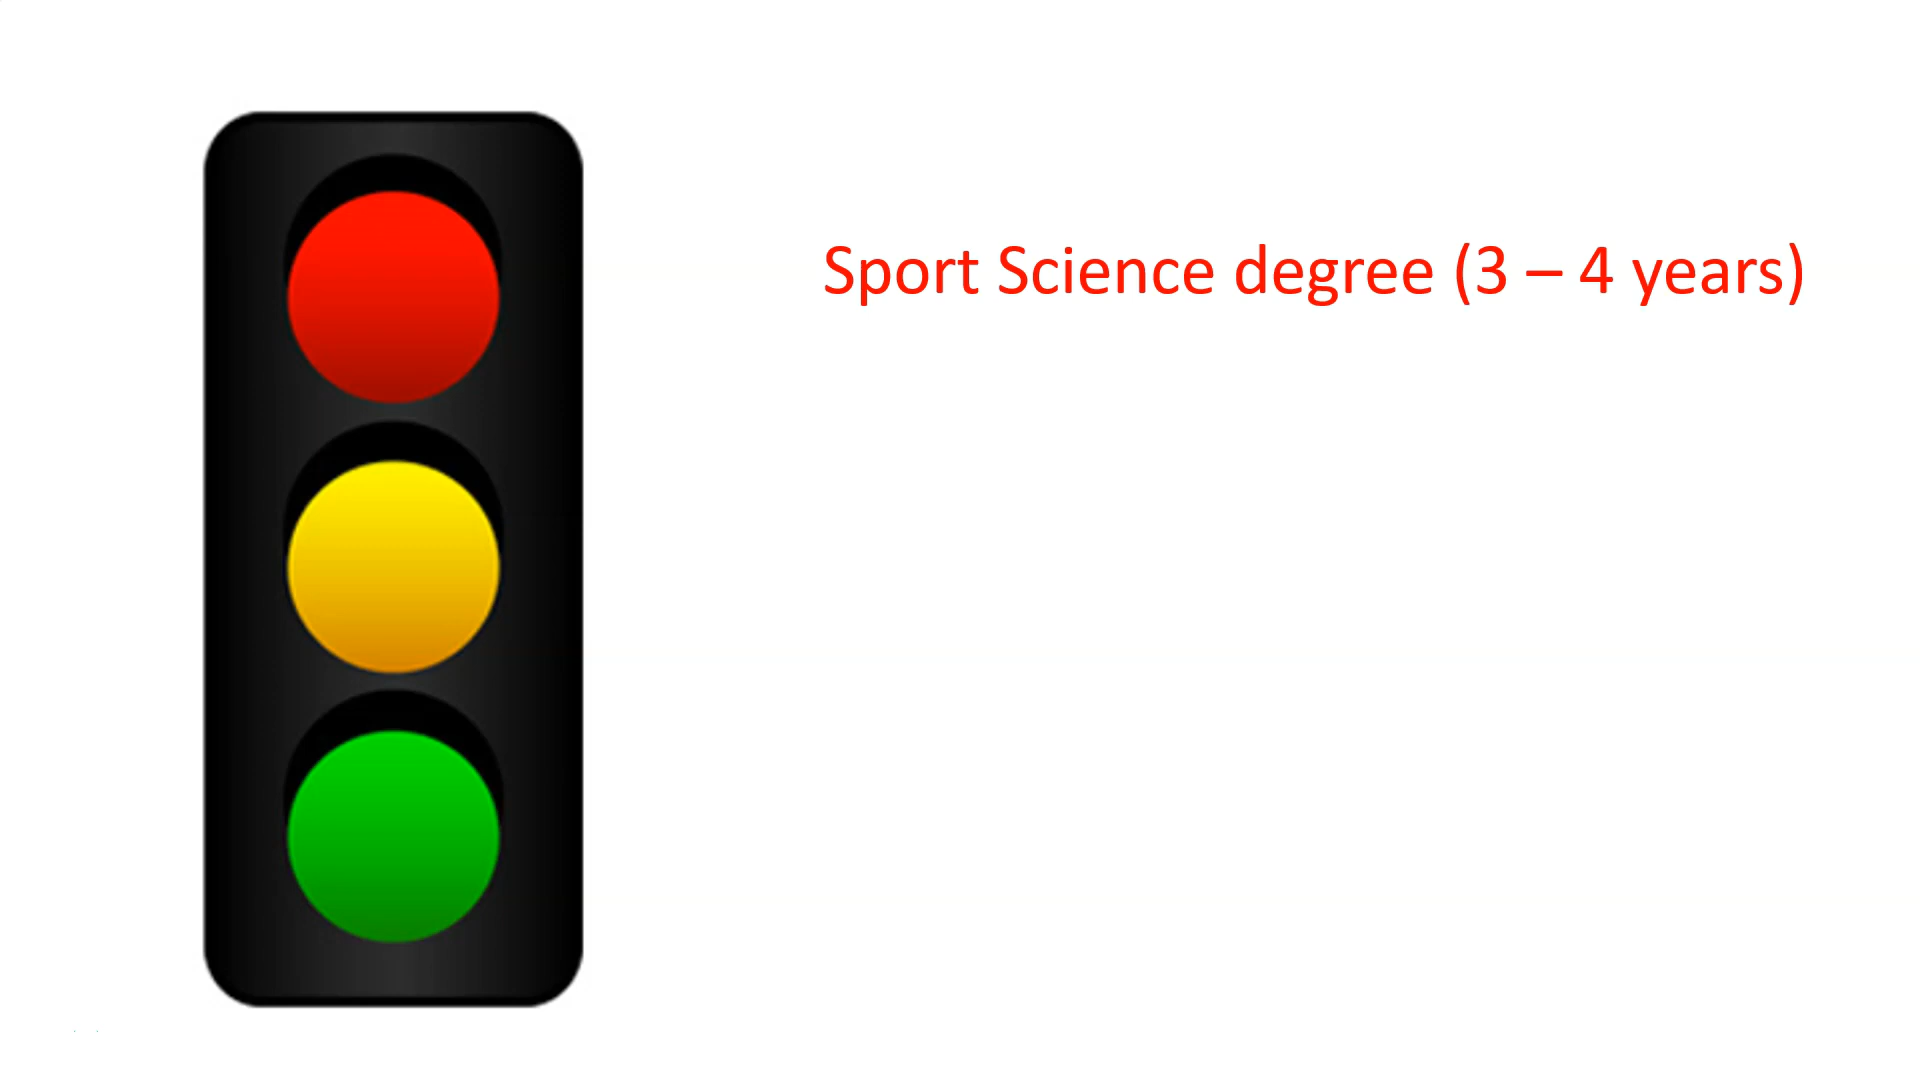 Sport Science degree (3 – 4 years)